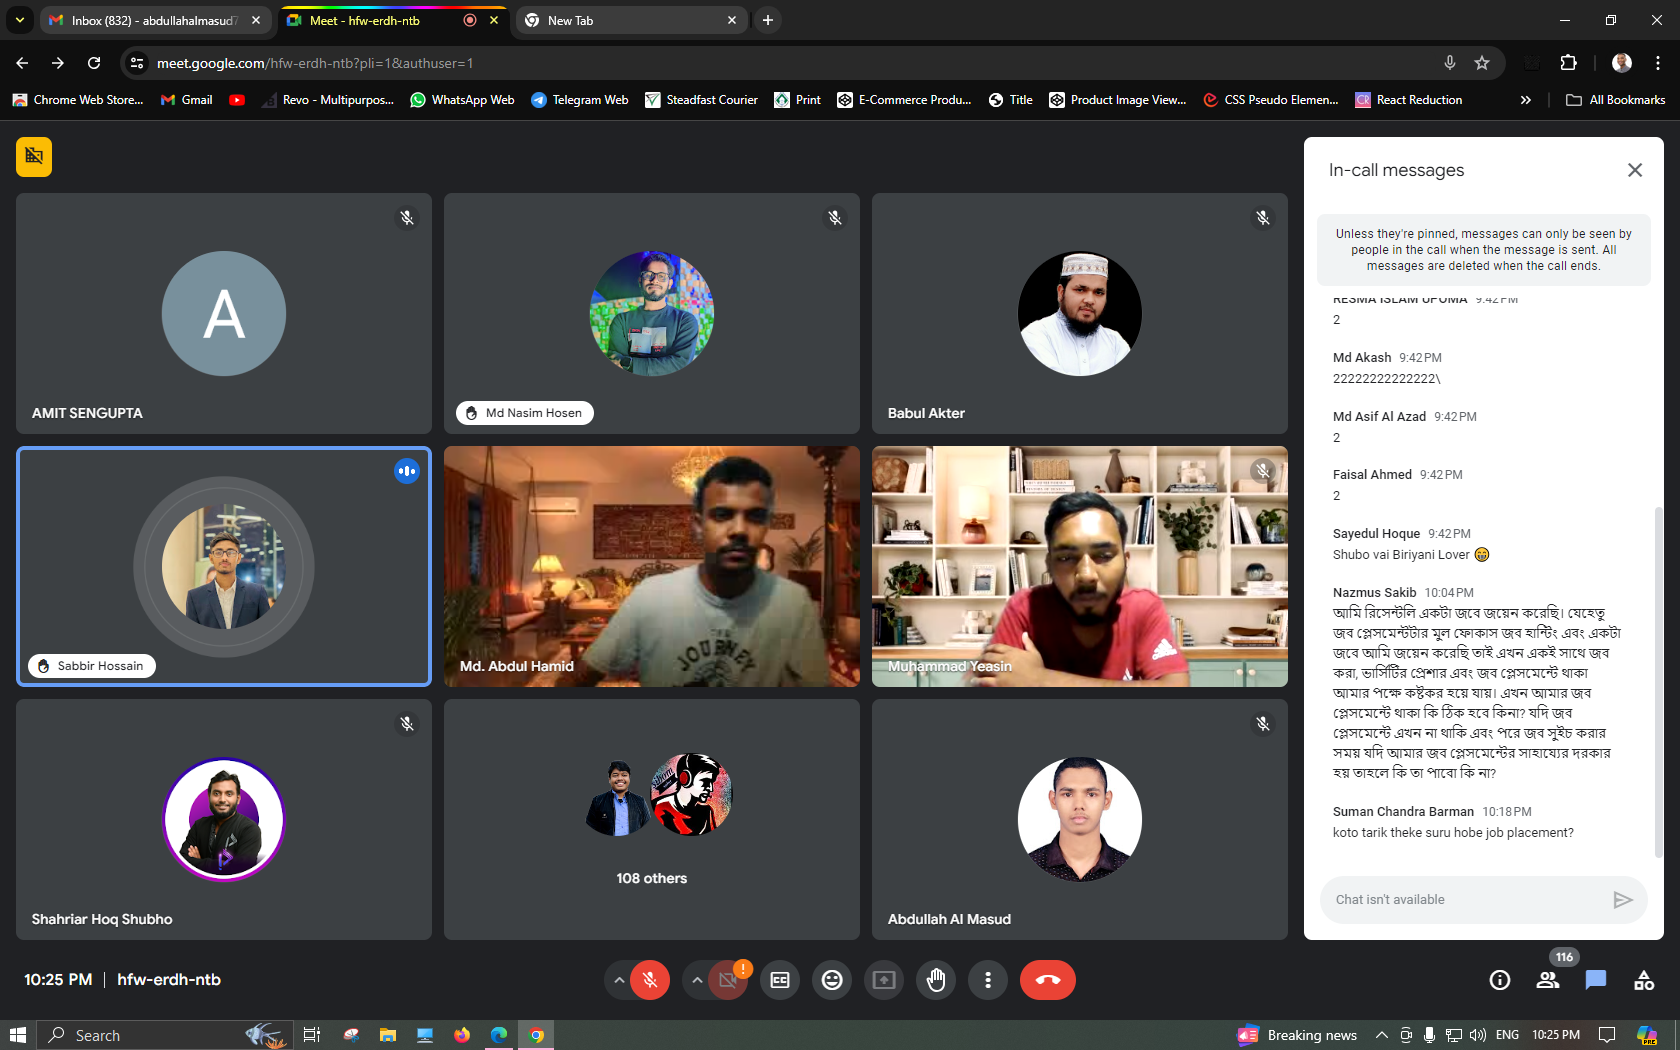 Inbox (832) - abdullahalmasud7
Meet - hfw-erdh-ntb
New Tab
meet.google.com/hfw-erdh-ntb?pli=1&authuser=1
Chrome Web Store...
Gmail
Revo - Multipurpos...
WhatsApp Web
Telegram Web
Steadfast Courier
Print
E-Commerce Produ...
Title
Product Image View...
CSS Pseudo Elemen...
CR
React Reduction
All Bookmarks
A
AMIT SENGUPTA
Md Nasim Hosen
Babul Akter
Sabbir Hossain
THE
JOURNEY
Md. Abdul Hamid
Muhammad Yeasin
Shahriar Hoq Shubho
108 others
Abdullah Al Masud
In-call messages
Unless they're pinned, messages can only be seen by
people in the call when the message is sent. All
messages are deleted when the call ends.
RESMA ISLAM UPOMA 9:42 PM
2
Md Akash 9:42 PM
22222222222222\
Md Asif Al Azad 9:42 PM
2
Faisal Ahmed 9:42 PM
2
Sayedul Hoque 9:42 PM
Shubo vai Biriyani Lover 😁
Nazmus Sakib 10:04 PM
আমি রিসেন্টলি একটা জবে জয়েন করেছি। যেহেতু
জব প্লেসমেন্টটার মুল ফোকাস জব হান্টিং এবং একটা
জবে আমি জয়েন করেছি তাই এখন একই সাথে জব
করা, ভার্সিটির প্রেশার এবং জব প্লেসমেন্টে থাকা
আমার পক্ষে কষ্টকর হয়ে যায়। এখন আমার জব
প্লেসমেন্টে থাকা কি ঠিক হবে কিনা? যদি জব
প্লেসমেন্টে এখন না থাকি এবং পরে জব সুইচ করার
সময় যদি আমার জব প্লেসমেন্টের সাহায্যের দরকার
হয় তাহলে কি তা পাবো কি না?
Suman Chandra Barman 10:18 PM
koto tarik theke suru hobe job placement?
Chat isn't available
10:25 PM | hfw-erdh-ntb
116
Search
Breaking news
ENG
10:25 PM
PRE